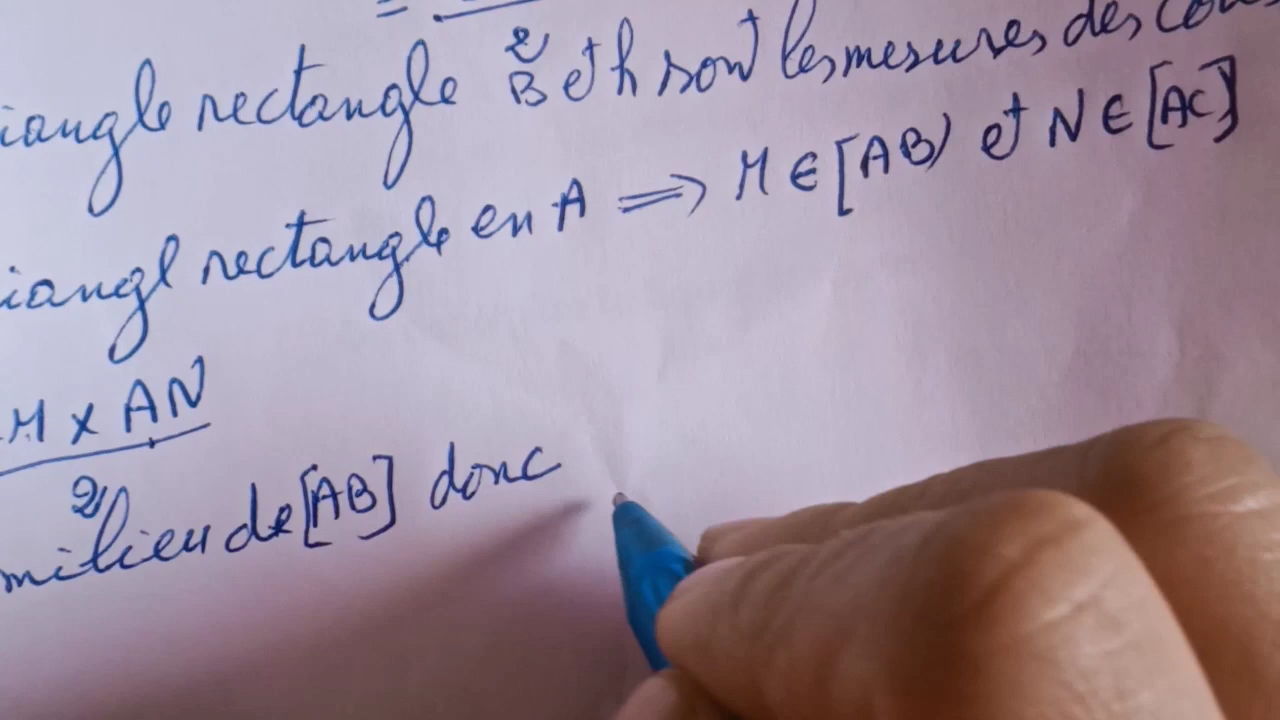 = 2
iangle rectangle B et h sont les mesures des co
iangl rectangle en A ⟹ M ∈ [AB) et N ∈ [AC]
M x AN
2
milieu de [AB] donc